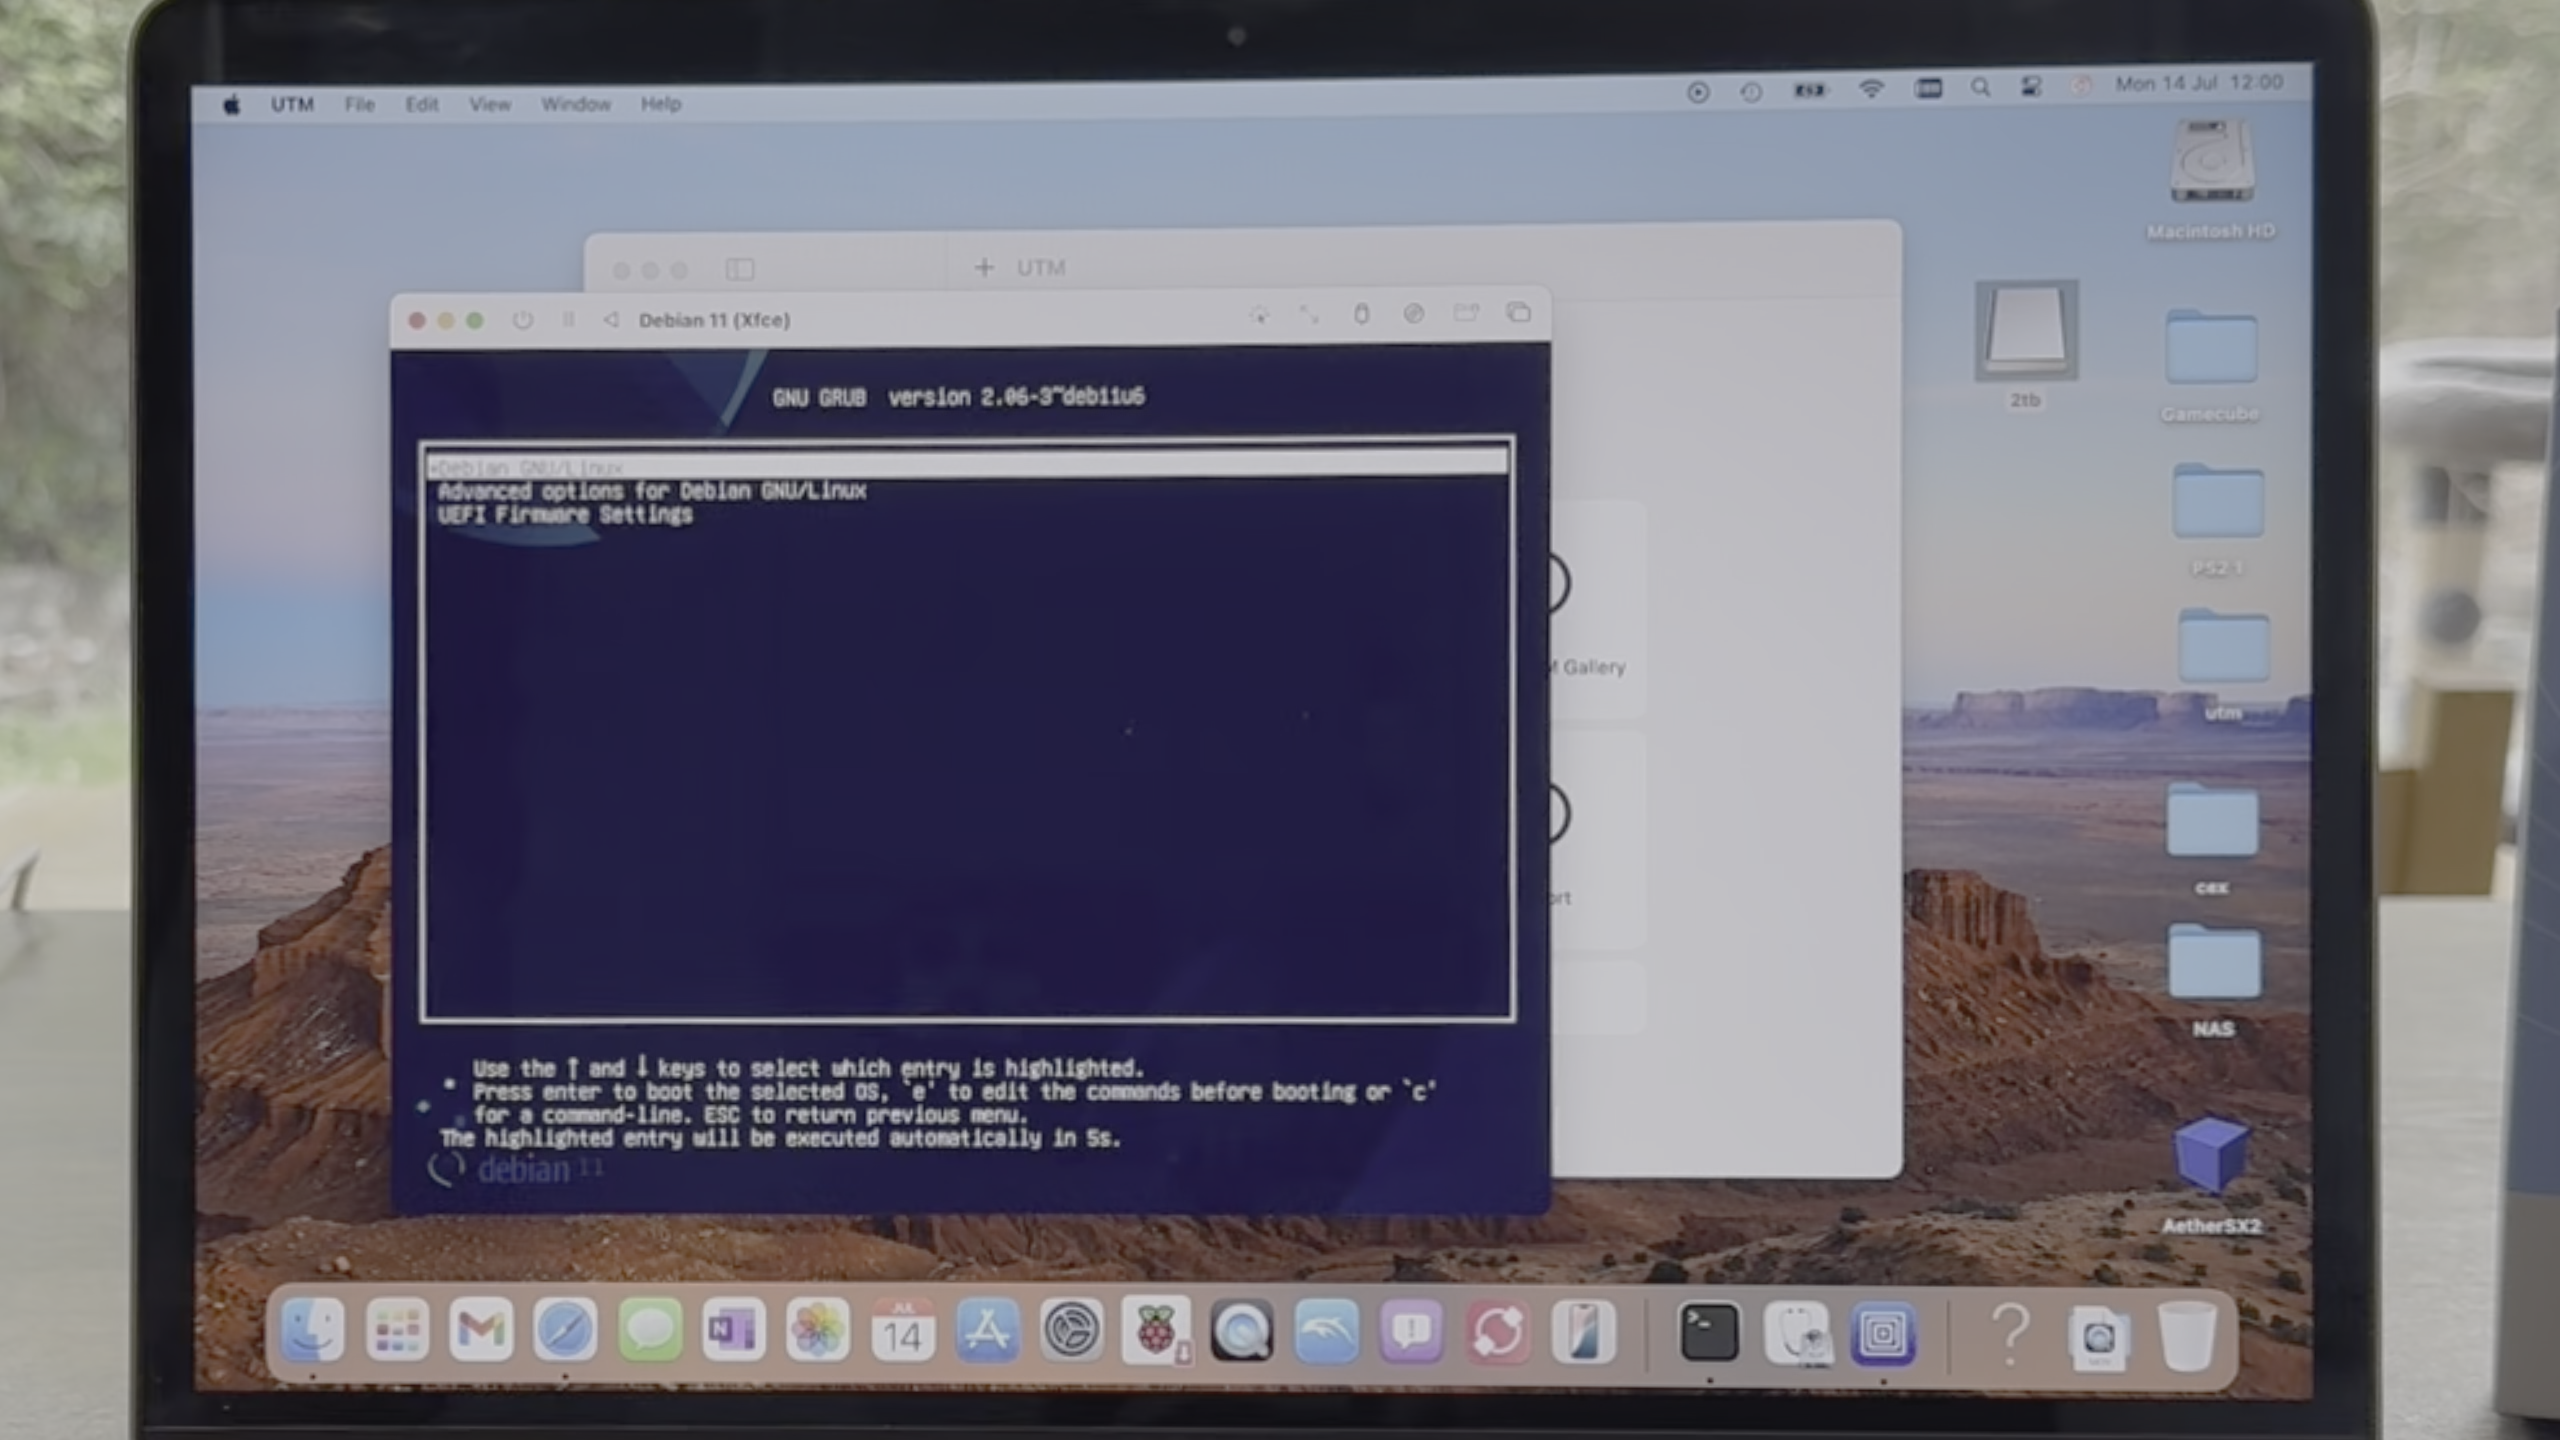 UTM File Edit View Window Help
Mon 14 Jul 12:00
Macintosh HD
2tb
Gamecube
PS2 1
utm
cex
NAS
AetherSX2
+ UTM
Debian 11 (Xfce)
GNU GRUB version 2.06-3~deb11u6
*Debian GNU/Linux
Advanced options for Debian GNU/Linux
UEFI Firmware Settings
M Gallery
ort
Use the ↑ and ↓ keys to select which entry is highlighted.
Press enter to boot the selected OS, `e' to edit the commands before booting or `c'
for a command-line. ESC to return previous menu.
The highlighted entry will be executed automatically in 5s.
debian 11
JUL
14
N